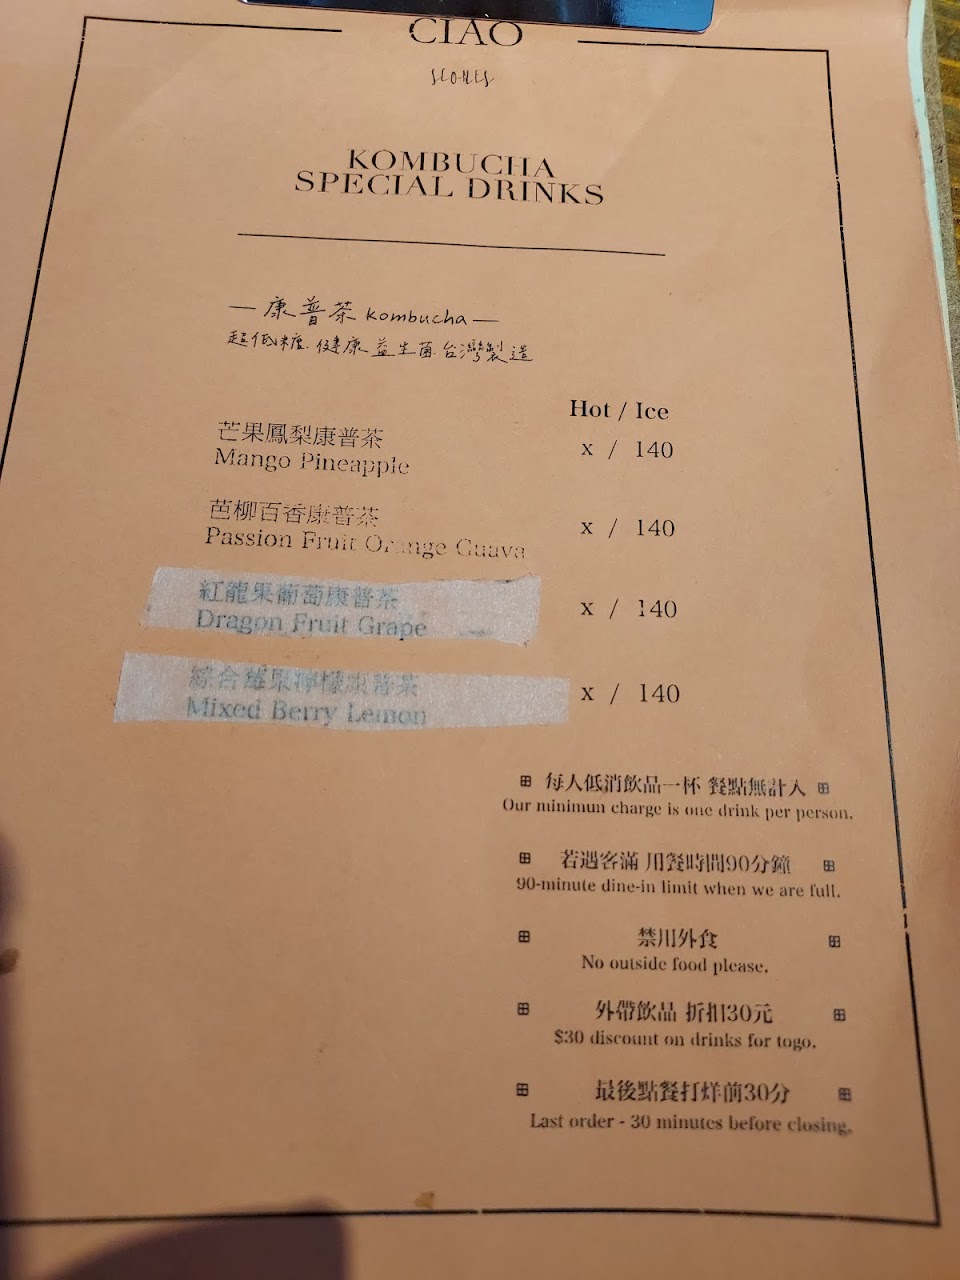 CIAO
SCONES
KOMBUCHA
SPECIAL DRINKS
— 康普茶 Kombucha —
超低糖.健康益生菌.台灣製造
Hot / Ice
芒果鳳梨康普茶
Mango Pineapple
x / 140
芭柳百香康普茶
Passion Fruit Orange Guava
x / 140
紅龍果葡萄康普茶
Dragon Fruit Grape
x / 140
綜合莓果檸檬康普茶
Mixed Berry Lemon
x / 140
每人低消飲品一杯 餐點無計入
Our minimun charge is one drink per person.
若遇客滿 用餐時間90分鐘
90-minute dine-in limit when we are full.
禁用外食
No outside food please.
外帶飲品 折扣30元
$30 discount on drinks for togo.
最後點餐打烊前30分
Last order - 30 minutes before closing.